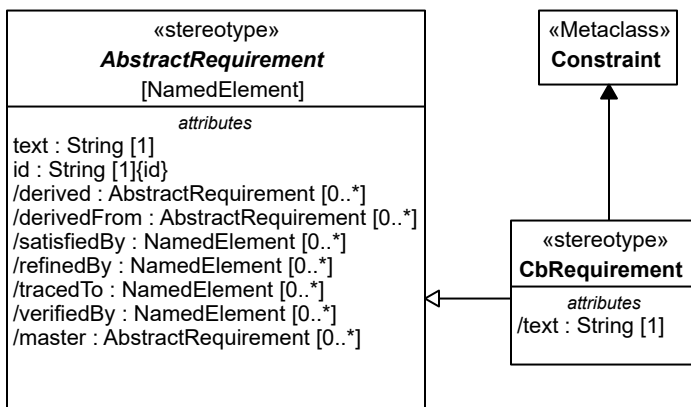 «stereotype»
AbstractRequirement
[NamedElement]
attributes
text : String [1]
id : String [1]{id}
/derived : AbstractRequirement [0..*]
/derivedFrom : AbstractRequirement [0..*]
/satisfiedBy : NamedElement [0..*]
/refinedBy : NamedElement [0..*]
/tracedTo : NamedElement [0..*]
/verifiedBy : NamedElement [0..*]
/master : AbstractRequirement [0..*]
«Metaclass»
Constraint
«stereotype»
CbRequirement
attributes
/text : String [1]